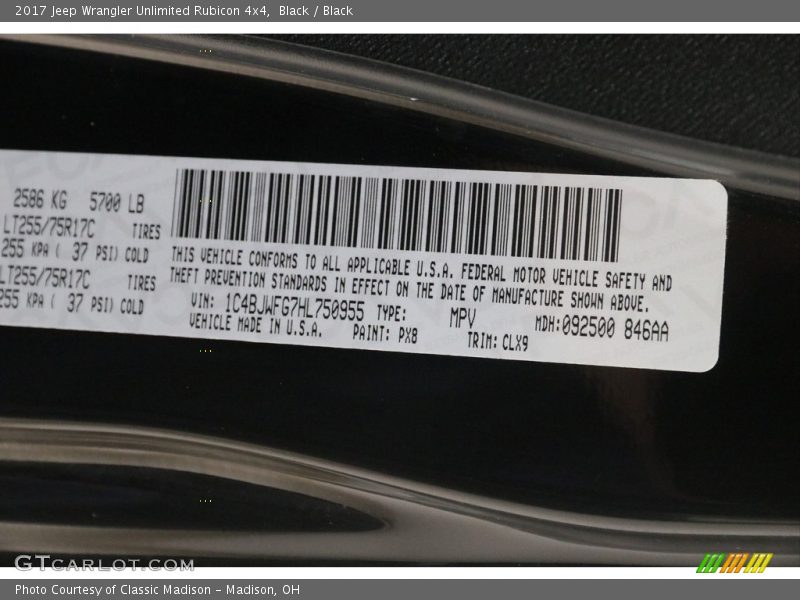 2017 Jeep Wrangler Unlimited Rubicon 4x4,  Black / Black
2586 KG 5700 LB
LT255/75R17C TIRES
255 KPA ( 37 PSI) COLD
LT255/75R17C TIRES
255 KPA ( 37 PSI) COLD
THIS VEHICLE CONFORMS TO ALL APPLICABLE U.S.A. FEDERAL MOTOR VEHICLE SAFETY AND
THEFT PREVENTION STANDARDS IN EFFECT ON THE DATE OF MANUFACTURE SHOWN ABOVE.
VIN: 1C4BJWFG7HL750955 TYPE: MPV MDH:092500 846AA
VEHICLE MADE IN U.S.A. PAINT: PX8 TRIM: CLX9
GTCARLOT.COM
Photo Courtesy of Classic Madison – Madison, OH